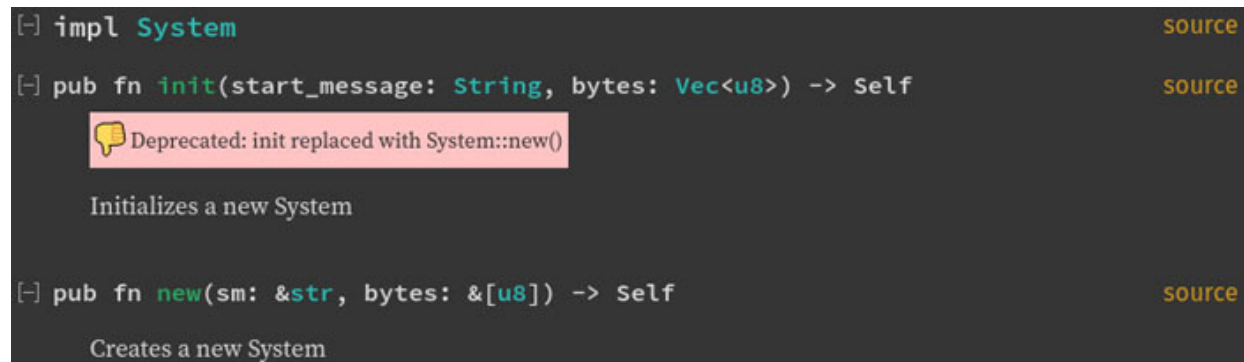 [-] impl System source
[-] pub fn init(start_message: String, bytes: Vec<u8>) -> Self source
👎 Deprecated: init replaced with System::new()
Initializes a new System
[-] pub fn new(sm: &str, bytes: &[u8]) -> Self source
Creates a new System